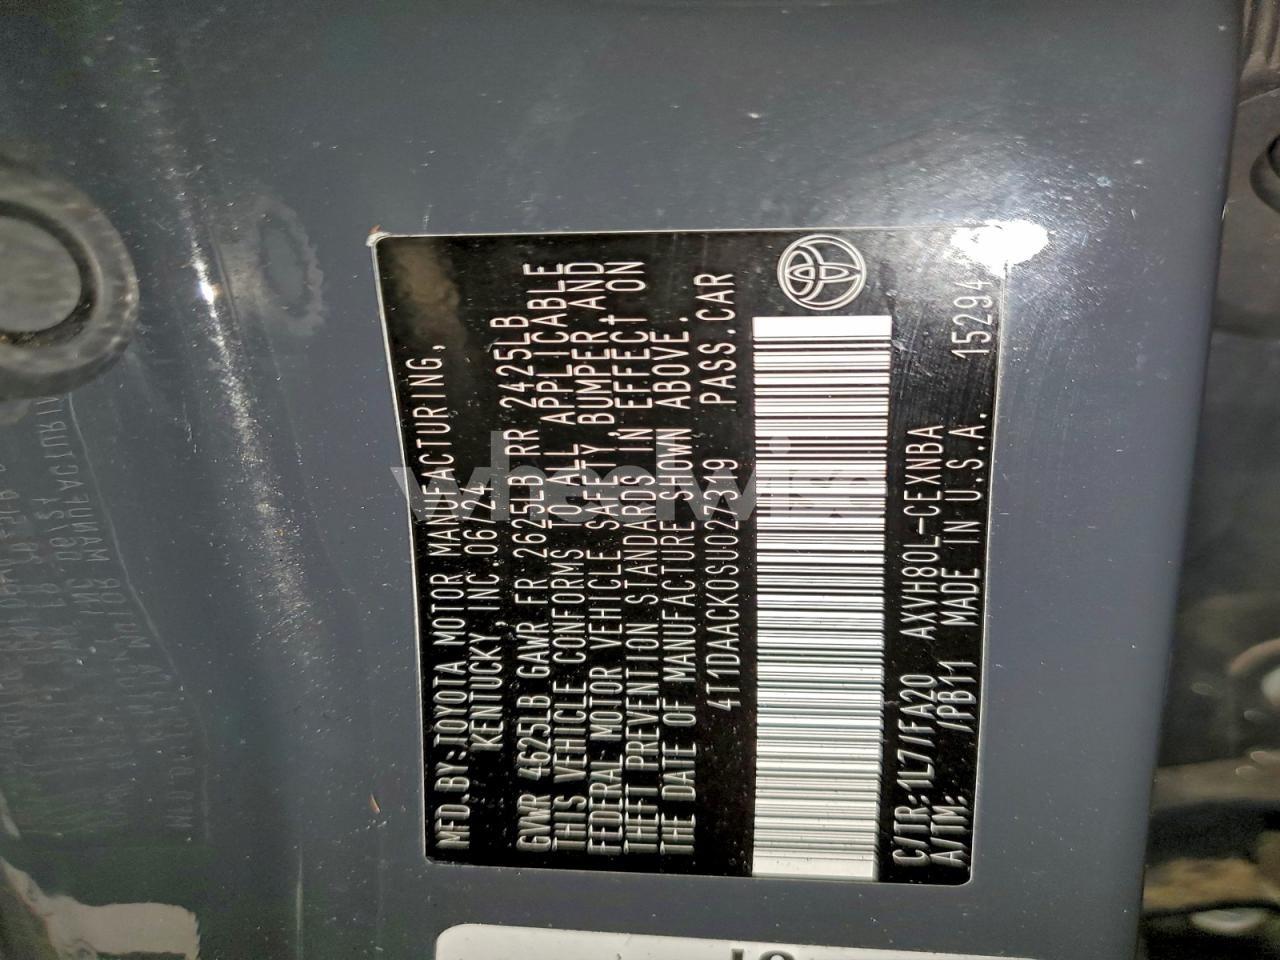 MFD.BY:TOYOTA MOTOR MANUFACTURING,
KENTUCKY, INC. 06/24
GVWR 4625LB GAWR FR 2625LB RR 2425LB
THIS VEHICLE CONFORMS TO ALL APPLICABLE
FEDERAL MOTOR VEHICLE SAFETY, BUMPER AND
THEFT PREVENTION STANDARDS IN EFFECT ON
THE DATE OF MANUFACTURE SHOWN ABOVE.
4T1DAACK0SU027319 PASS.CAR
C/TR:1L7/FA20 AXVH80L-CEXNBA
A/TM: /PB11 MADE IN U.S.A. 15294
wheelwise